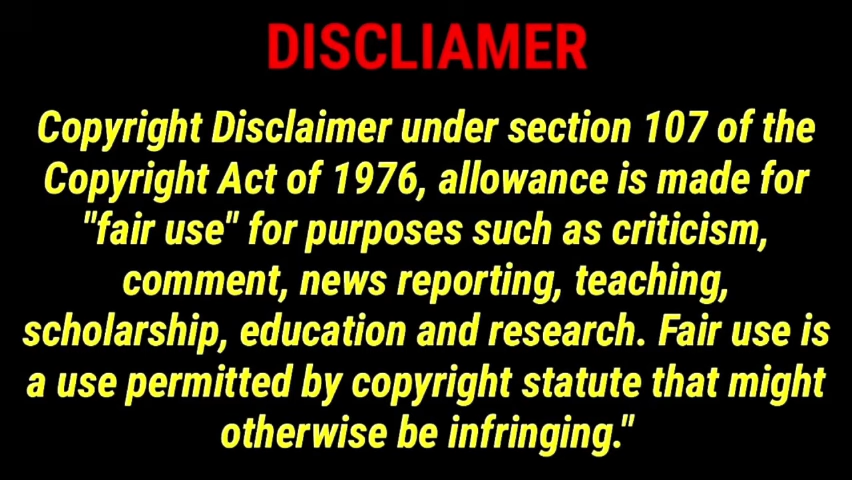 DISCLIAMER
Copyright Disclaimer under section 107 of the
Copyright Act of 1976, allowance is made for
"fair use" for purposes such as criticism,
comment, news reporting, teaching,
scholarship, education and research. Fair use is
a use permitted by copyright statute that might
otherwise be infringing."